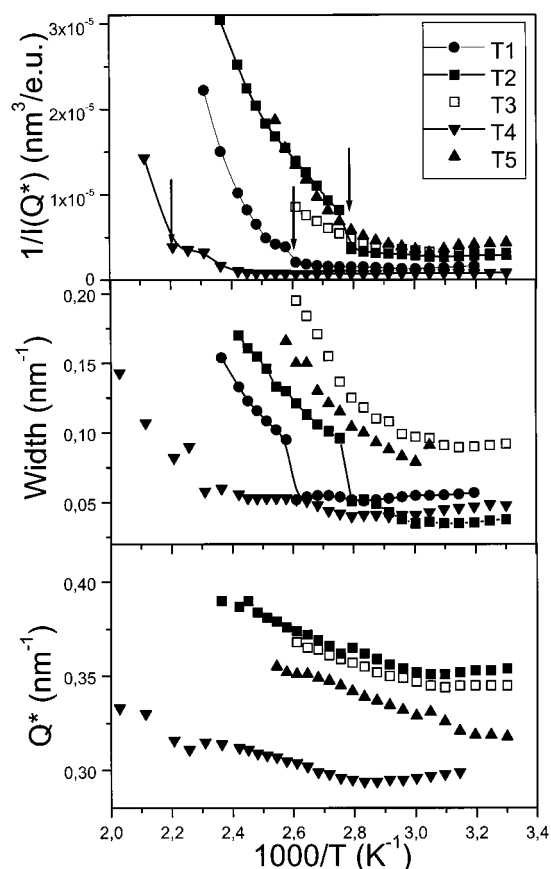 3x10⁻⁵
2x10⁻⁵
1x10⁻⁵
0
1/I(Q*) (nm³/e.u.)
T1
T2
T3
T4
T5
0,20
0,15
0,10
0,05
Width (nm⁻¹)
0,40
0,35
0,30
Q* (nm⁻¹)
2,0 2,2 2,4 2,6 2,8 3,0 3,2 3,4
1000/T (K⁻¹)